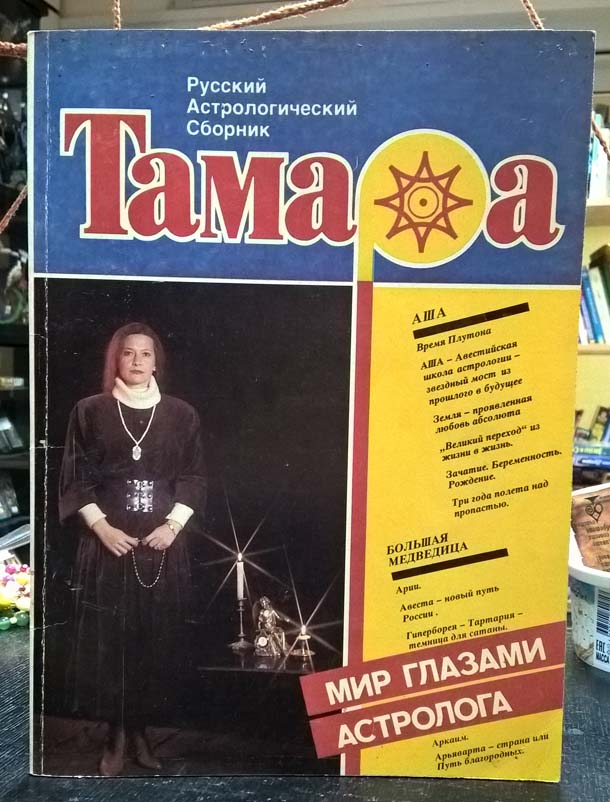 Русский
Астрологический
Сборник
Тамара
АША
Время Плутона
АША – Авестийская
школа астрологии –
звездный мост из
прошлого в будущее
Земля – проявленная
любовь абсолюта
„Великий переход“ из
жизни в жизнь.
Зачатие. Беременность.
Рождение.
Три года полета над
пропастью.
БОЛЬШАЯ
МЕДВЕДИЦА
Арии.
Авеста – новый путь
России.
Гиперборея – Тартария –
темница для сатаны.
МИР ГЛАЗАМИ
АСТРОЛОГА
Аркаим.
Арьяварта – страна или
Путь благородных.
ЕАС
МАССА